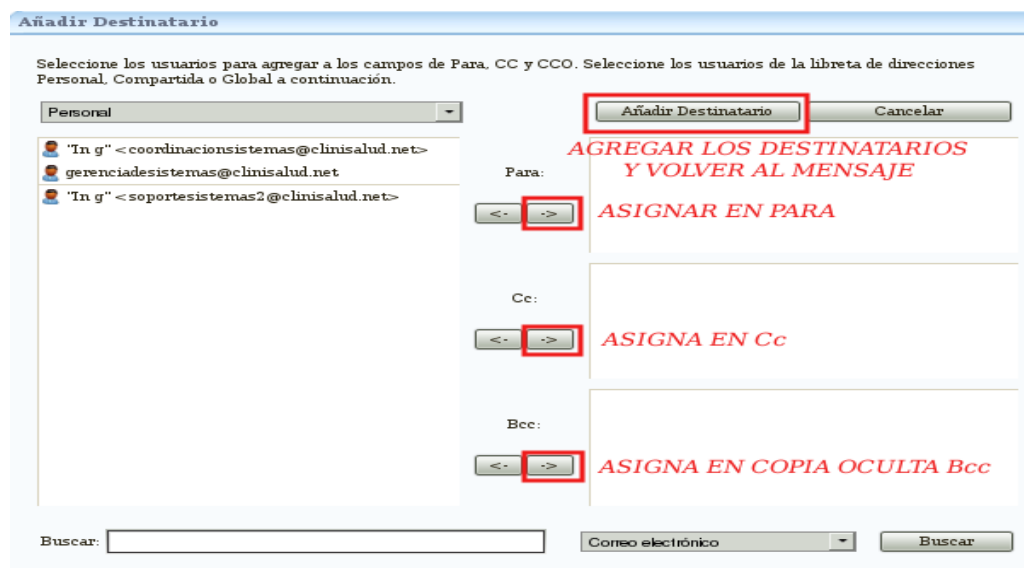 Añadir Destinatario
Seleccione los usuarios para agregar a los campos de Para, CC y CCO. Seleccione los usuarios de la libreta de direcciones
Personal, Compartida o Global a continuación.
Personal
Añadir Destinatario
Cancelar
"In g" <coordinacionsistemas@clinisalud.net>
gerenciadesistemas@clinisalud.net
"In g" <soportesistemas2@clinisalud.net>
AGREGAR LOS DESTINATARIOS
Y VOLVER AL MENSAJE
Para:
<- ->
ASIGNAR EN PARA
Cc:
<- ->
ASIGNA EN Cc
Bcc:
<- ->
ASIGNA EN COPIA OCULTA Bcc
Buscar:
Correo electrónico
Buscar